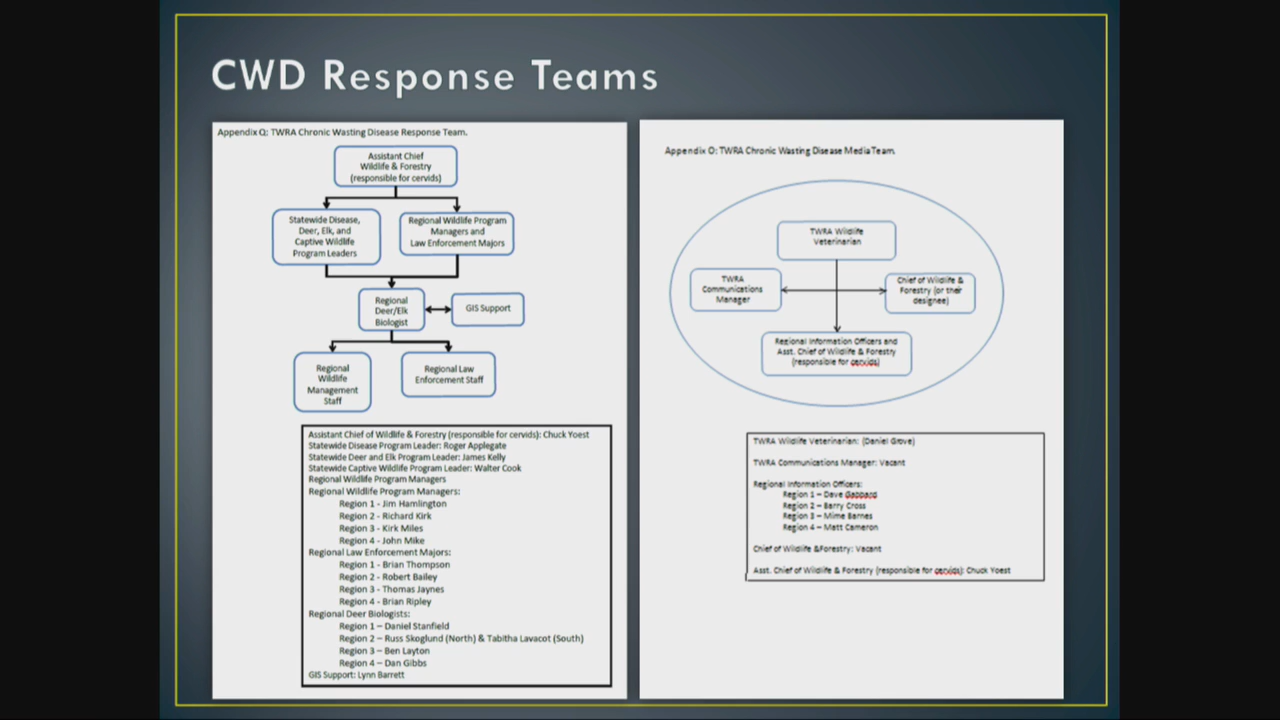 CWD Response Teams
Appendix Q: TWRA Chronic Wasting Disease Response Team.
Assistant Chief
Wildlife & Forestry
(responsible for cervids)
Statewide Disease,
Deer, Elk, and
Captive Wildlife
Program Leaders
Regional Wildlife Program
Managers and
Law Enforcement Majors
Regional
Deer/Elk
Biologist
GIS Support
Regional
Wildlife
Management
Staff
Regional Law
Enforcement Staff
Assistant Chief of Wildlife & Forestry (responsible for cervids): Chuck Yoest
Statewide Disease Program Leader: Roger Applegate
Statewide Deer and Elk Program Leader: James Kelly
Statewide Captive Wildlife Program Leader: Walter Cook
Regional Wildlife Program Managers
Regional Wildlife Program Managers:
Region 1 - Jim Hamlington
Region 2 - Richard Kirk
Region 3 - Kirk Miles
Region 4 - John Mike
Regional Law Enforcement Majors:
Region 1 - Brian Thompson
Region 2 - Robert Bailey
Region 3 - Thomas Jaynes
Region 4 - Brian Ripley
Regional Deer Biologists:
Region 1 – Daniel Stanfield
Region 2 – Russ Skoglund (North) & Tabitha Lavacot (South)
Region 3 – Ben Layton
Region 4 – Dan Gibbs
GIS Support: Lynn Barrett
Appendix O: TWRA Chronic Wasting Disease Media Team.
TWRA Wildlife
Veterinarian
TWRA
Communications
Manager
Chief of Wildlife &
Forestry (or their
designee)
Regional Information Officers and
Asst. Chief of Wildlife & Forestry
(responsible for cervids)
TWRA Wildlife Veterinarian: (Daniel Grove)
TWRA Communications Manager: Vacant
Regional Information Officers:
Region 1 – Dave Gabbard
Region 2 – Barry Cross
Region 3 – Mime Barnes
Region 4 – Matt Cameron
Chief of Wildlife &Forestry: Vacant
Asst. Chief of Wildlife & Forestry (responsible for cervids): Chuck Yoest